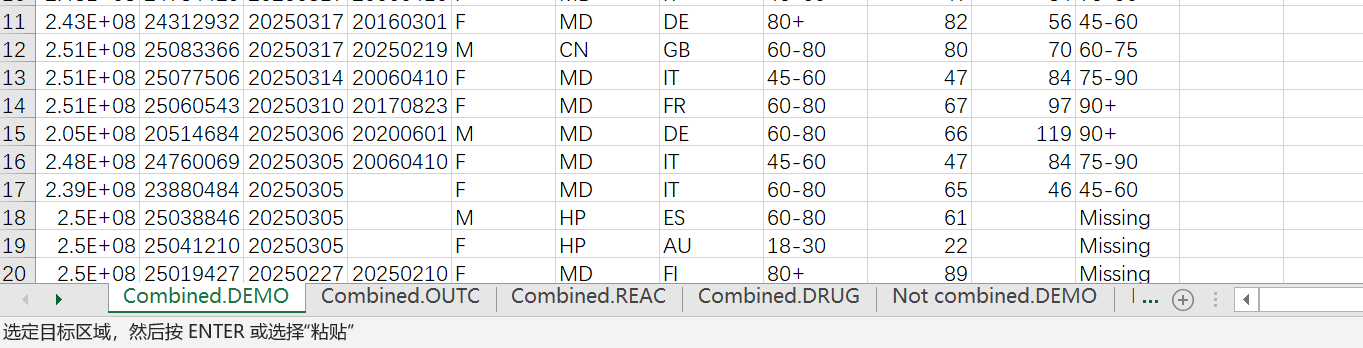 11 2.43E+08 24312932 20250317 20160301 F MD DE 80+ 82 56 45-60
12 2.51E+08 25083366 20250317 20250219 M CN GB 60-80 80 70 60-75
13 2.51E+08 25077506 20250314 20060410 F MD IT 45-60 47 84 75-90
14 2.51E+08 25060543 20250310 20170823 F MD FR 60-80 67 97 90+
15 2.05E+08 20514684 20250306 20200601 M MD DE 60-80 66 119 90+
16 2.48E+08 24760069 20250305 20060410 F MD IT 45-60 47 84 75-90
17 2.39E+08 23880484 20250305 F MD IT 60-80 65 46 45-60
18 2.5E+08 25038846 20250305 M HP ES 60-80 61 Missing
19 2.5E+08 25041210 20250305 F HP AU 18-30 22 Missing
20 2.5E+08 25019427 20250227 20250210 F MD FI 80+ 89 Missing
Combined.DEMO Combined.OUTC Combined.REAC Combined.DRUG Not combined.DEMO ...
选定目标区域，然后按 ENTER 或选择"粘贴"